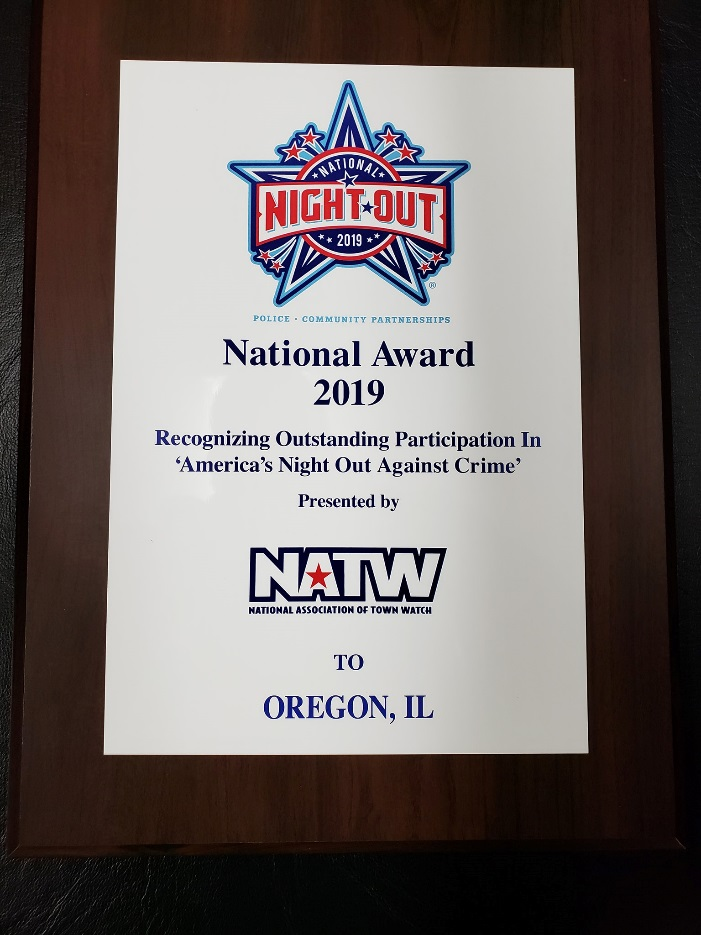 NATIONAL
NIGHT OUT
2019
®
POLICE · COMMUNITY PARTNERSHIPS
National Award
2019
Recognizing Outstanding Participation In
‘America’s Night Out Against Crime’
Presented by
NATW
NATIONAL ASSOCIATION OF TOWN WATCH
TO
OREGON, IL